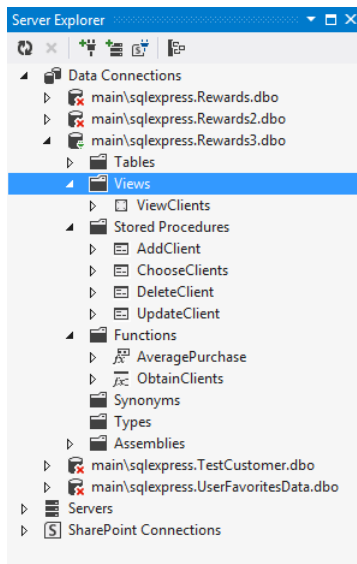 Server Explorer
Data Connections
main\sqlexpress.Rewards.dbo
main\sqlexpress.Rewards2.dbo
main\sqlexpress.Rewards3.dbo
Tables
Views
ViewClients
Stored Procedures
AddClient
ChooseClients
DeleteClient
UpdateClient
Functions
AveragePurchase
ObtainClients
Synonyms
Types
Assemblies
main\sqlexpress.TestCustomer.dbo
main\sqlexpress.UserFavoritesData.dbo
Servers
SharePoint Connections